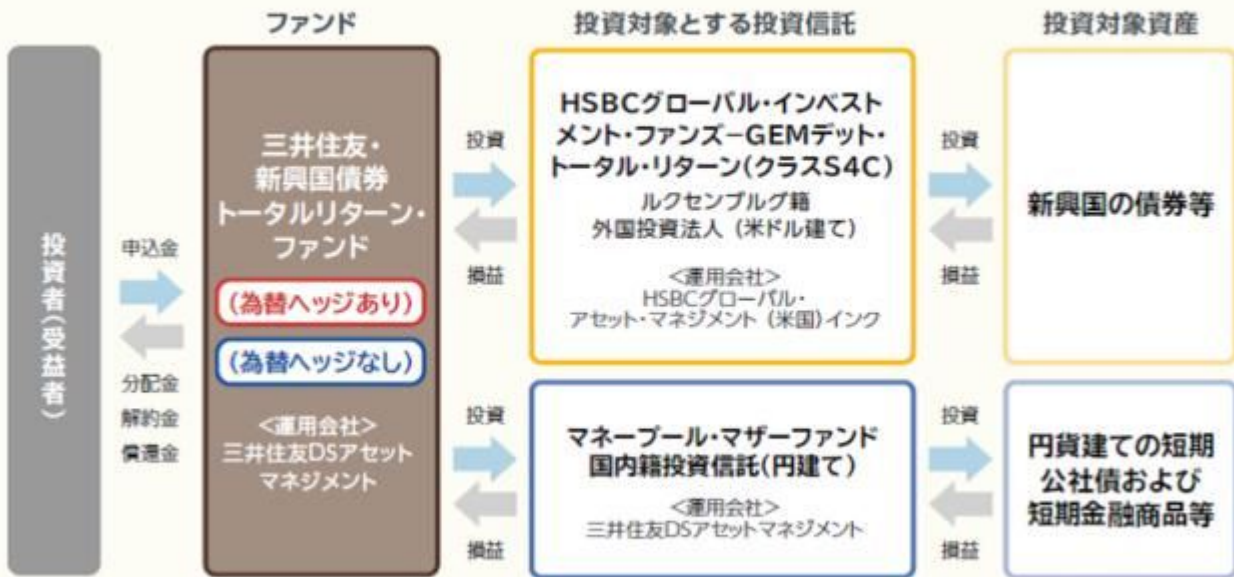 ファンド
投資対象とする投資信託
投資対象資産
投資者(受益者)
申込金
分配金
解約金
償還金
三井住友・
新興国債券
トータルリターン・
ファンド
(為替ヘッジあり)
(為替ヘッジなし)
<運用会社>
三井住友DSアセット
マネジメント
投資
損益
HSBCグローバル・インベスト
メント・ファンズ−GEMデット・
トータル・リターン(クラスS4C)
ルクセンブルグ籍
外国投資法人(米ドル建て)
<運用会社>
HSBCグローバル・
アセット・マネジメント(米国)インク
投資
損益
新興国の債券等
投資
損益
マネープール・マザーファンド
国内籍投資信託(円建て)
<運用会社>
三井住友DSアセットマネジメント
投資
損益
円貨建ての短期
公社債および
短期金融商品等